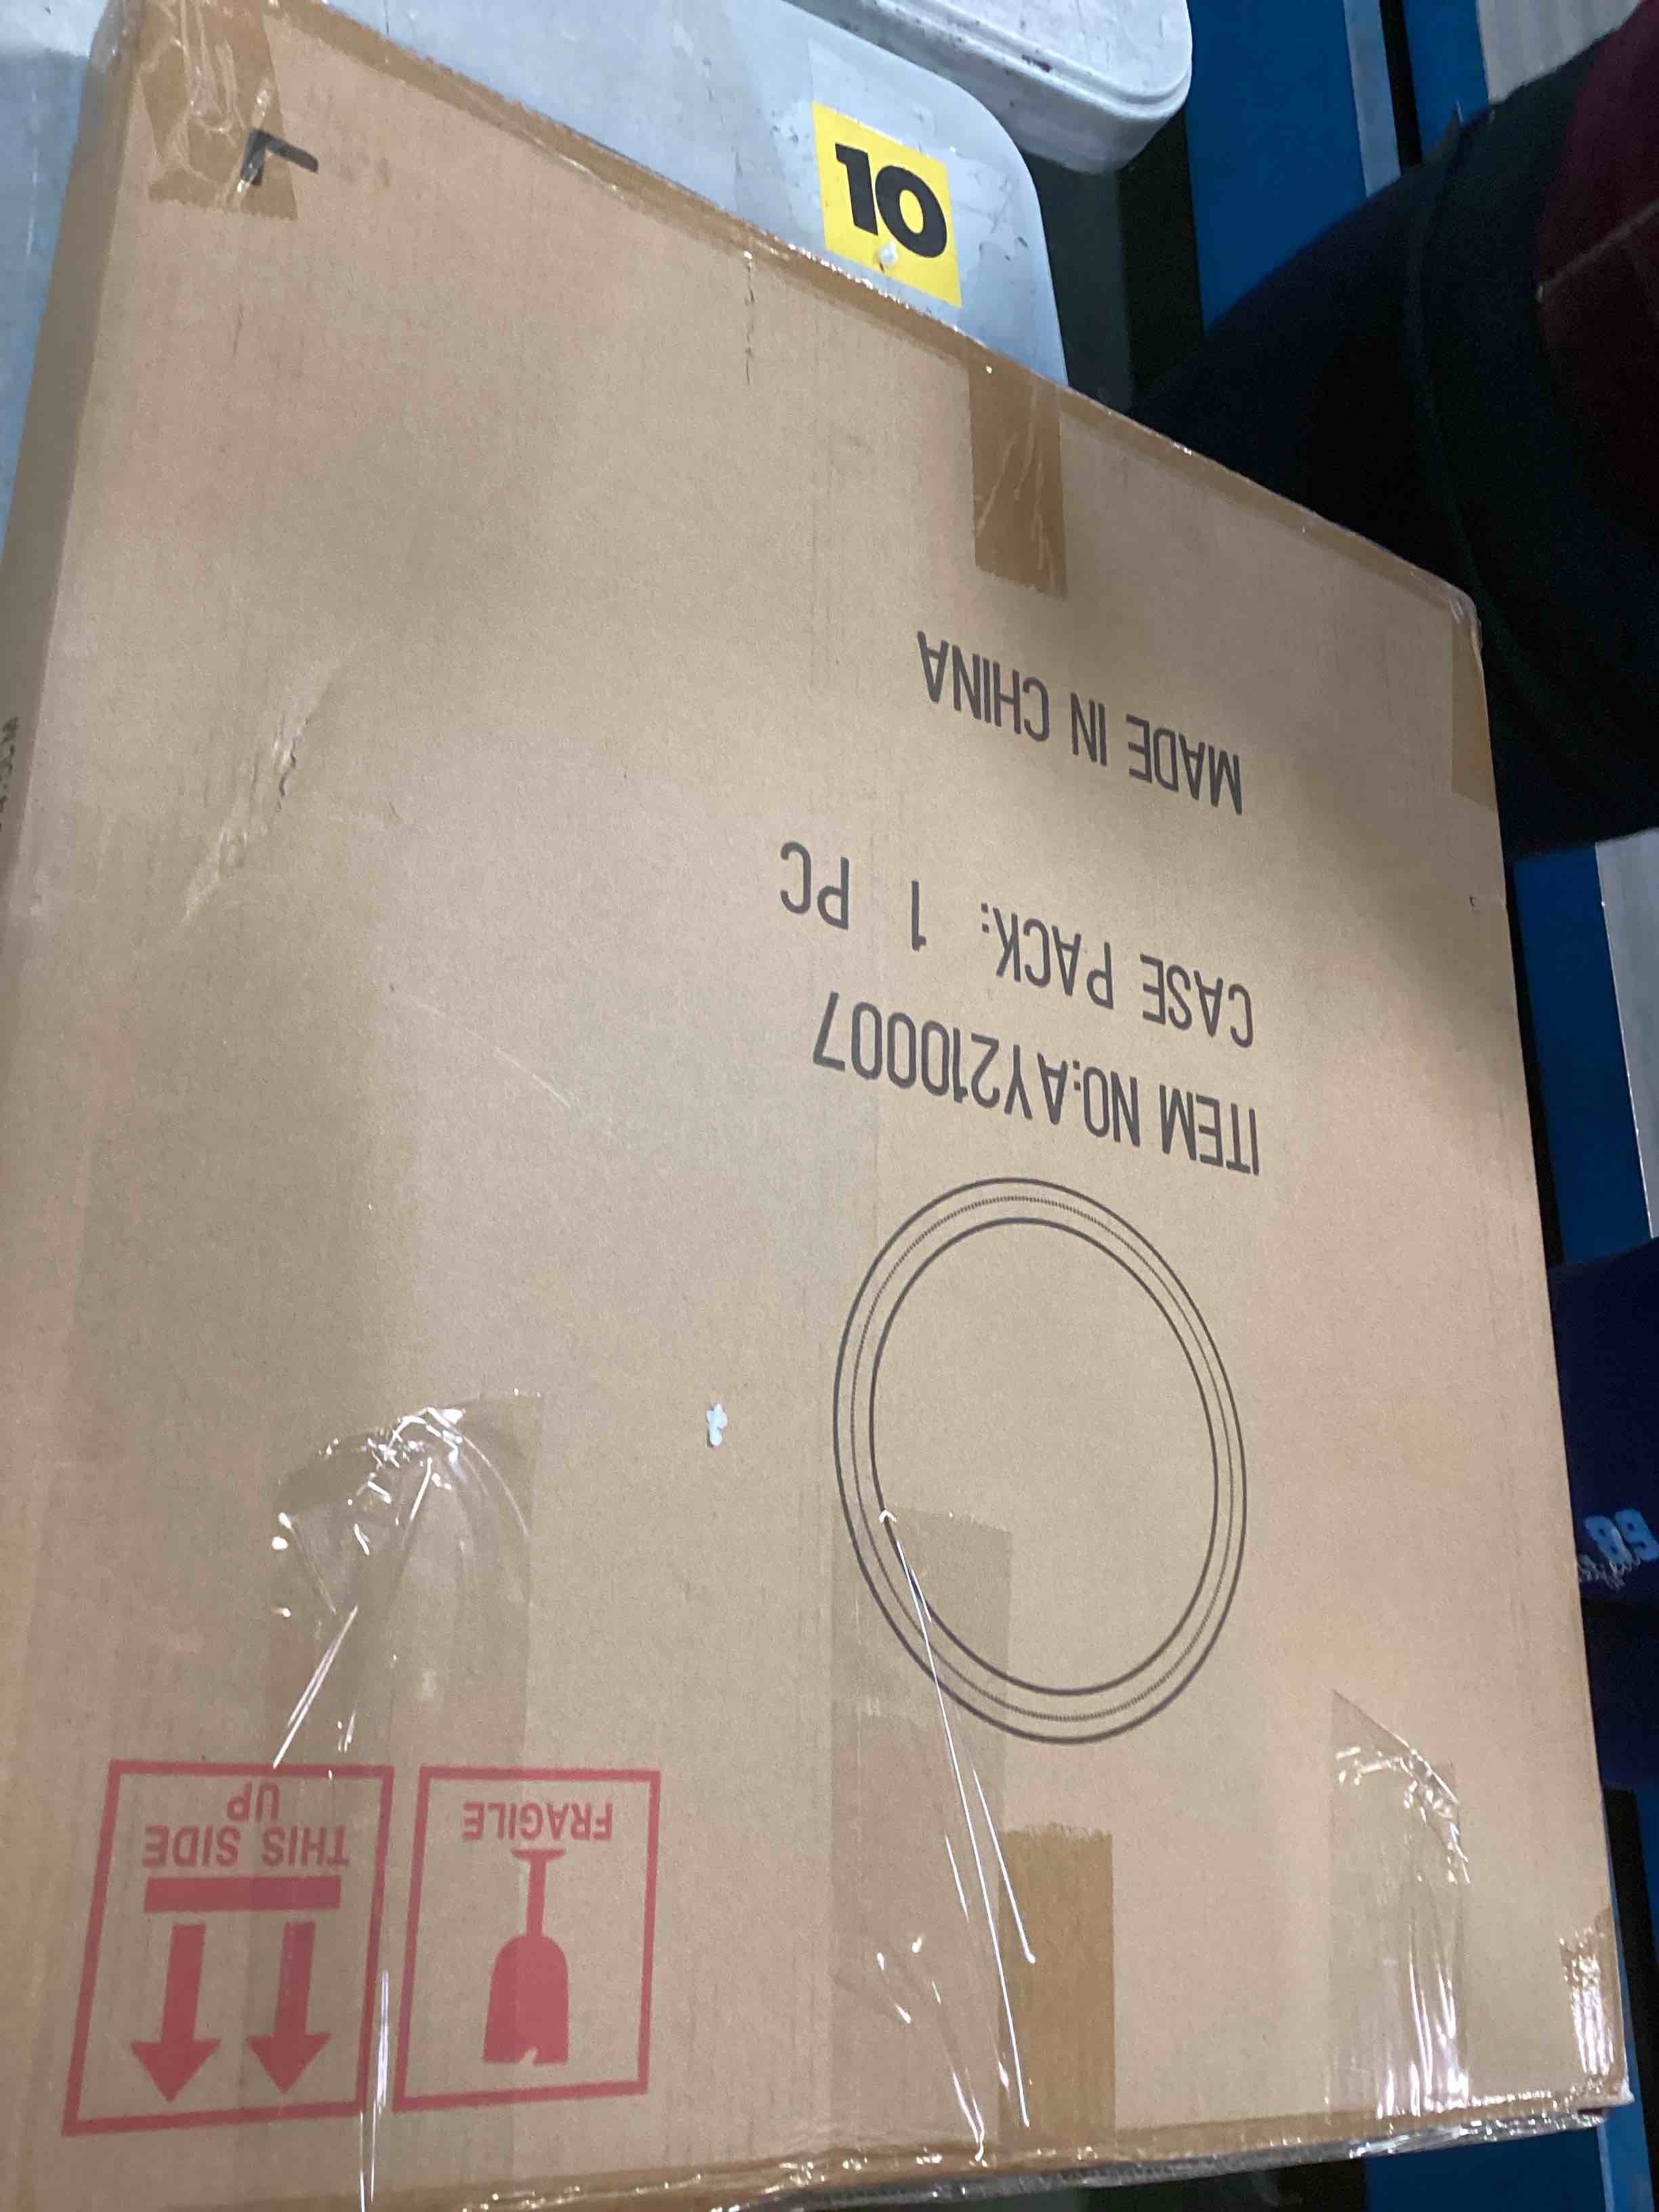 10
ITEM NO.:AY210007
CASE PACK: 1 PC
MADE IN CHINA
FRAGILE
THIS SIDE
UP
L